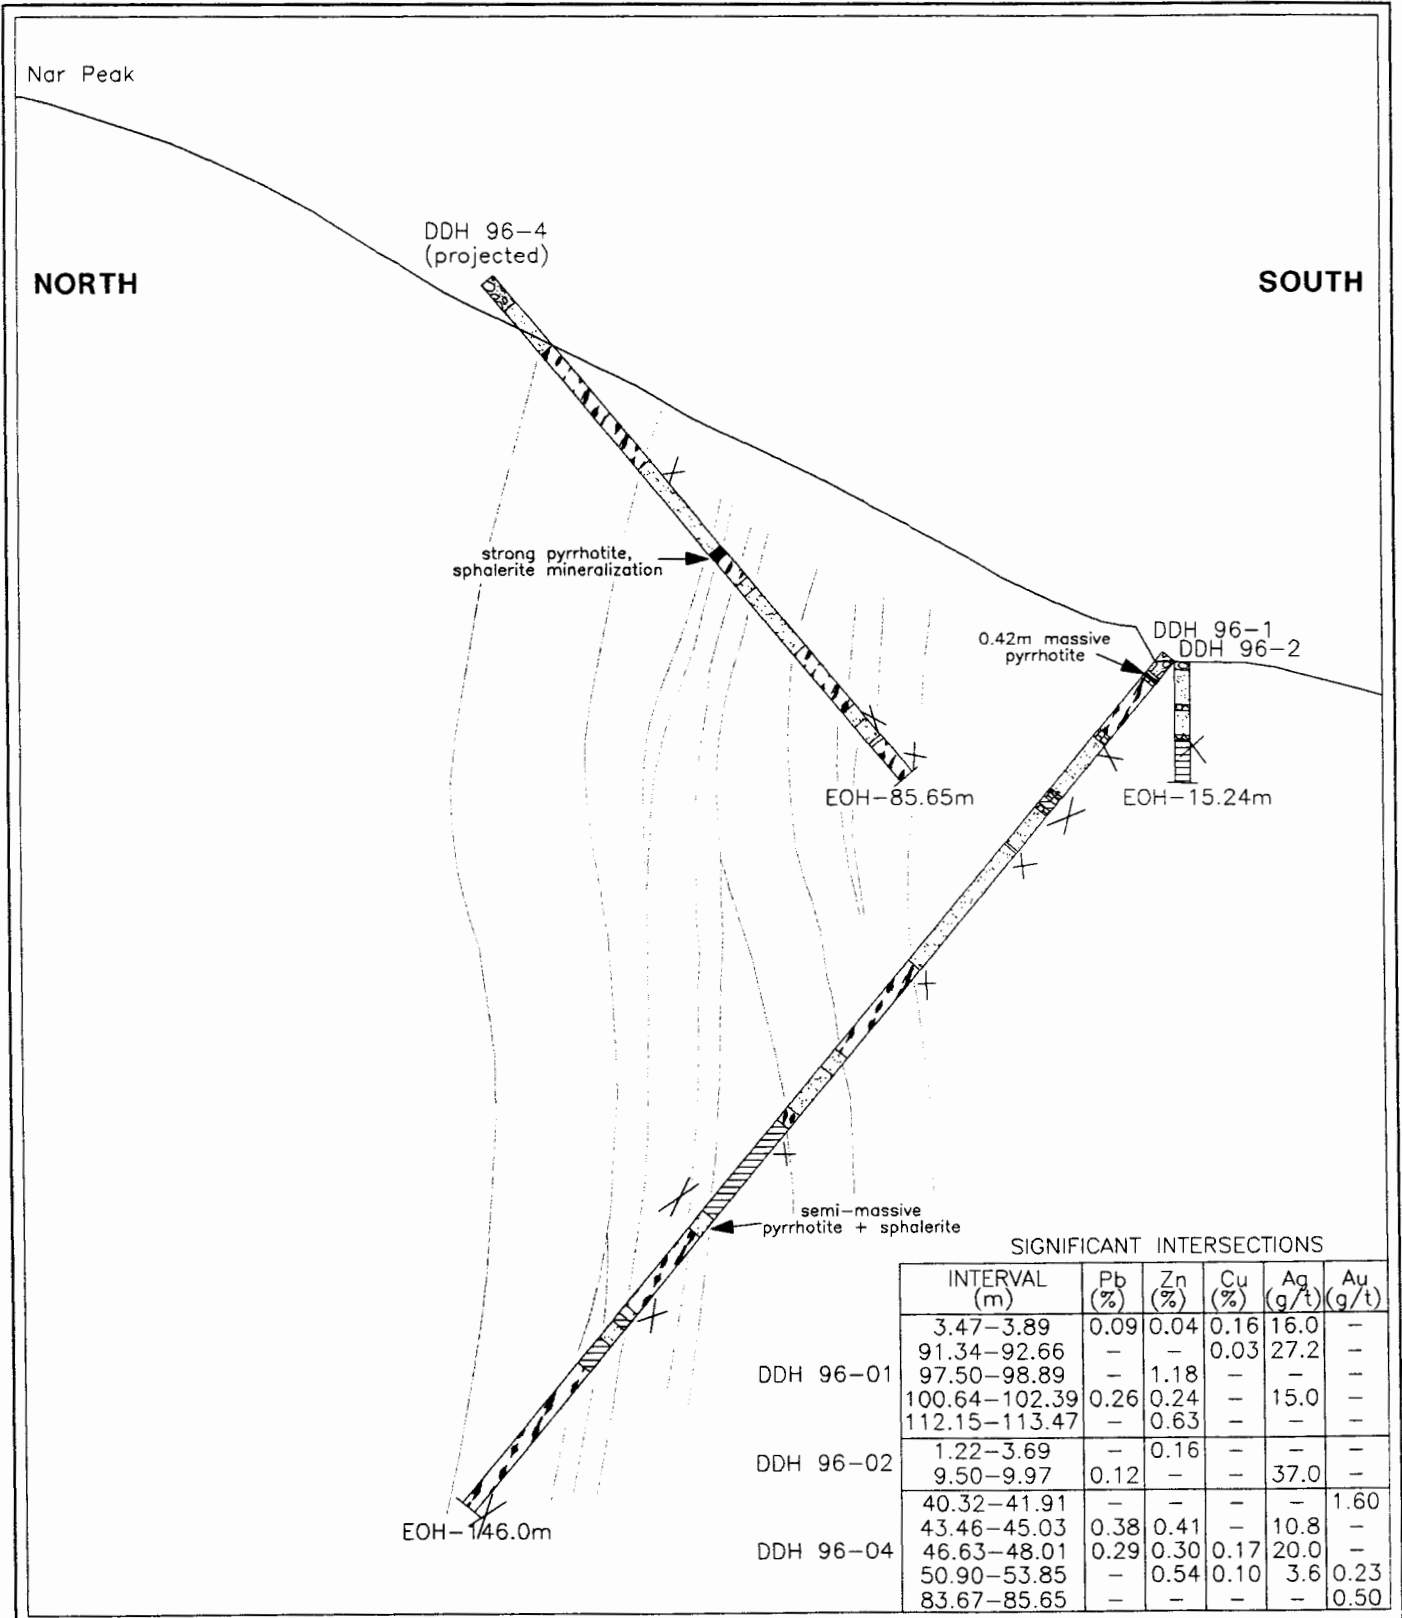 Nar Peak
DDH 96-4
(projected)
NORTH
SOUTH
strong pyrrhotite,
sphalerite mineralization
0.42m massive
pyrrhotite
DDH 96-1
DDH 96-2
EOH-85.65m
EOH-15.24m
semi-massive
pyrrhotite + sphalerite
EOH-146.0m
SIGNIFICANT INTERSECTIONS
INTERVAL (m) Pb (%) Zn (%) Cu (%) Ag (g/t) Au (g/t)
DDH 96-01
3.47-3.89 0.09 0.04 0.16 16.0 -
91.34-92.66 - - 0.03 27.2 -
97.50-98.89 - 1.18 - - -
100.64-102.39 0.26 0.24 - 15.0 -
112.15-113.47 - 0.63 - - -
DDH 96-02
1.22-3.69 - 0.16 - - -
9.50-9.97 0.12 - - 37.0 -
DDH 96-04
40.32-41.91 - - - - 1.60
43.46-45.03 0.38 0.41 - 10.8 -
46.63-48.01 0.29 0.30 0.17 20.0 -
50.90-53.85 - 0.54 0.10 3.6 0.23
83.67-85.65 - - - - 0.50